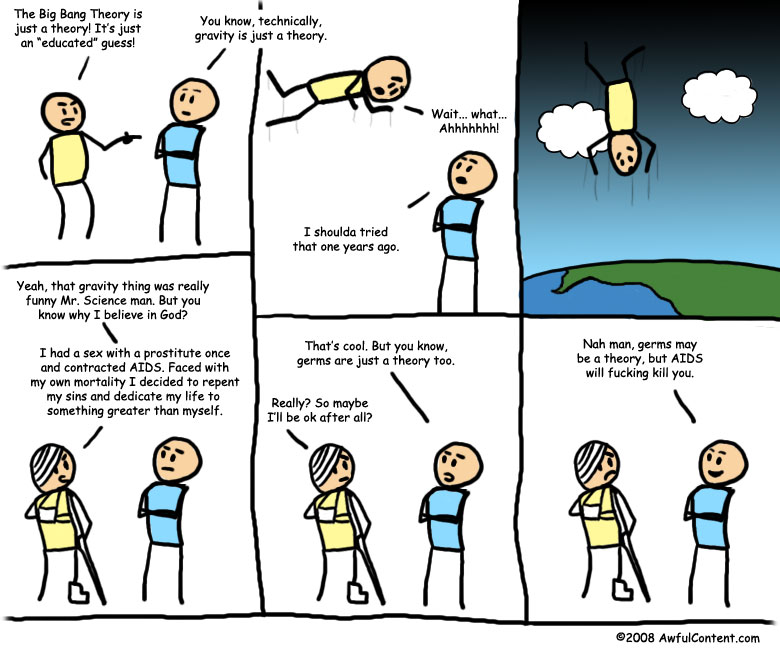 The Big Bang Theory is
just a theory! It's just
an "educated" guess!
You know, technically,
gravity is just a theory.
Wait... what...
Ahhhhhhh!
I shoulda tried
that one years ago.
Yeah, that gravity thing was really
funny Mr. Science man. But you
know why I believe in God?
I had a sex with a prostitute once
and contracted AIDS. Faced with
my own mortality I decided to repent
my sins and dedicate my life to
something greater than myself.
That's cool. But you know,
germs are just a theory too.
Really? So maybe
I'll be ok after all?
Nah man, germs may
be a theory, but AIDS
will fucking kill you.
©2008 AwfulContent.com